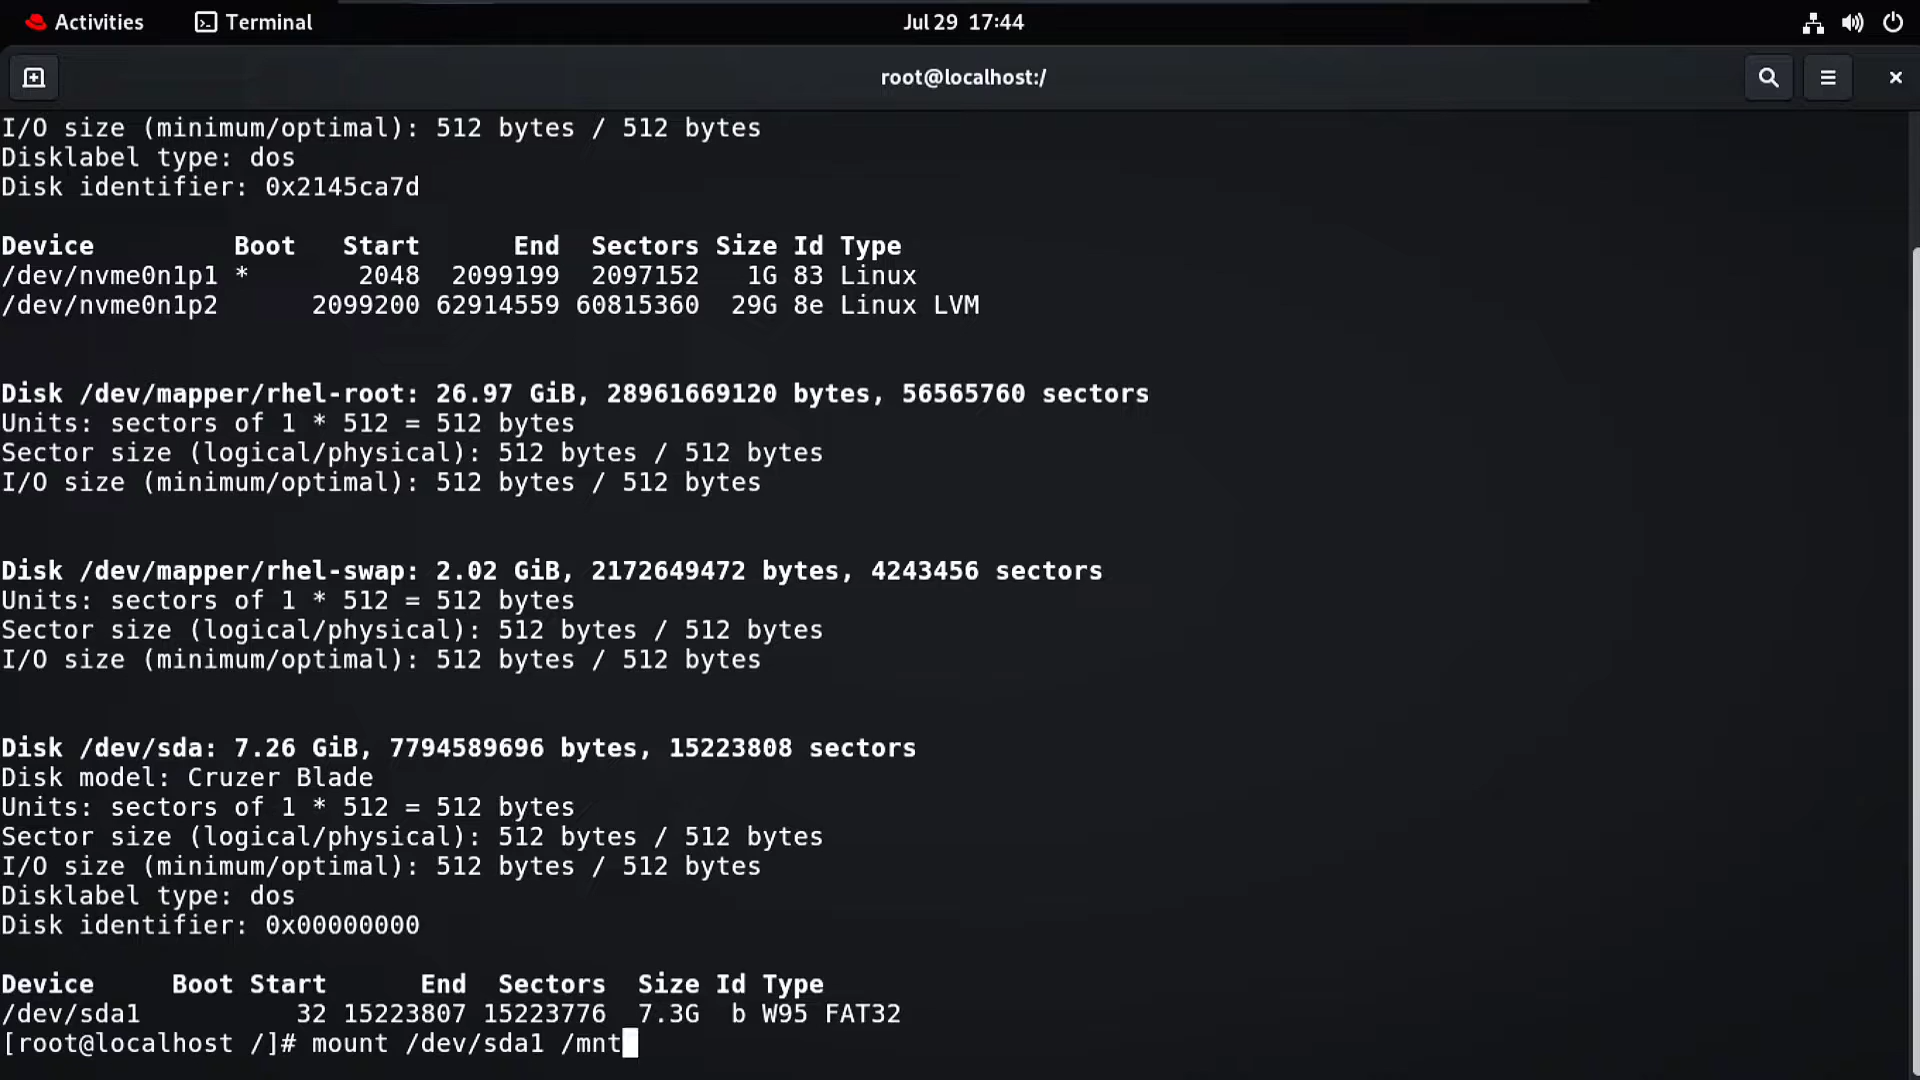 Activities
Terminal
Jul 29 17:44
root@localhost:/
I/O size (minimum/optimal): 512 bytes / 512 bytes
Disklabel type: dos
Disk identifier: 0x2145ca7d
Device         Boot   Start      End  Sectors Size Id Type
/dev/nvme0n1p1 *       2048  2099199  2097152   1G 83 Linux
/dev/nvme0n1p2      2099200 62914559 60815360  29G 8e Linux LVM
Disk /dev/mapper/rhel-root: 26.97 GiB, 28961669120 bytes, 56565760 sectors
Units: sectors of 1 * 512 = 512 bytes
Sector size (logical/physical): 512 bytes / 512 bytes
I/O size (minimum/optimal): 512 bytes / 512 bytes
Disk /dev/mapper/rhel-swap: 2.02 GiB, 2172649472 bytes, 4243456 sectors
Units: sectors of 1 * 512 = 512 bytes
Sector size (logical/physical): 512 bytes / 512 bytes
I/O size (minimum/optimal): 512 bytes / 512 bytes
Disk /dev/sda: 7.26 GiB, 7794589696 bytes, 15223808 sectors
Disk model: Cruzer Blade
Units: sectors of 1 * 512 = 512 bytes
Sector size (logical/physical): 512 bytes / 512 bytes
I/O size (minimum/optimal): 512 bytes / 512 bytes
Disklabel type: dos
Disk identifier: 0x00000000
Device     Boot Start      End  Sectors  Size Id Type
/dev/sda1          32 15223807 15223776  7.3G  b W95 FAT32
[root@localhost /]# mount /dev/sda1 /mnt